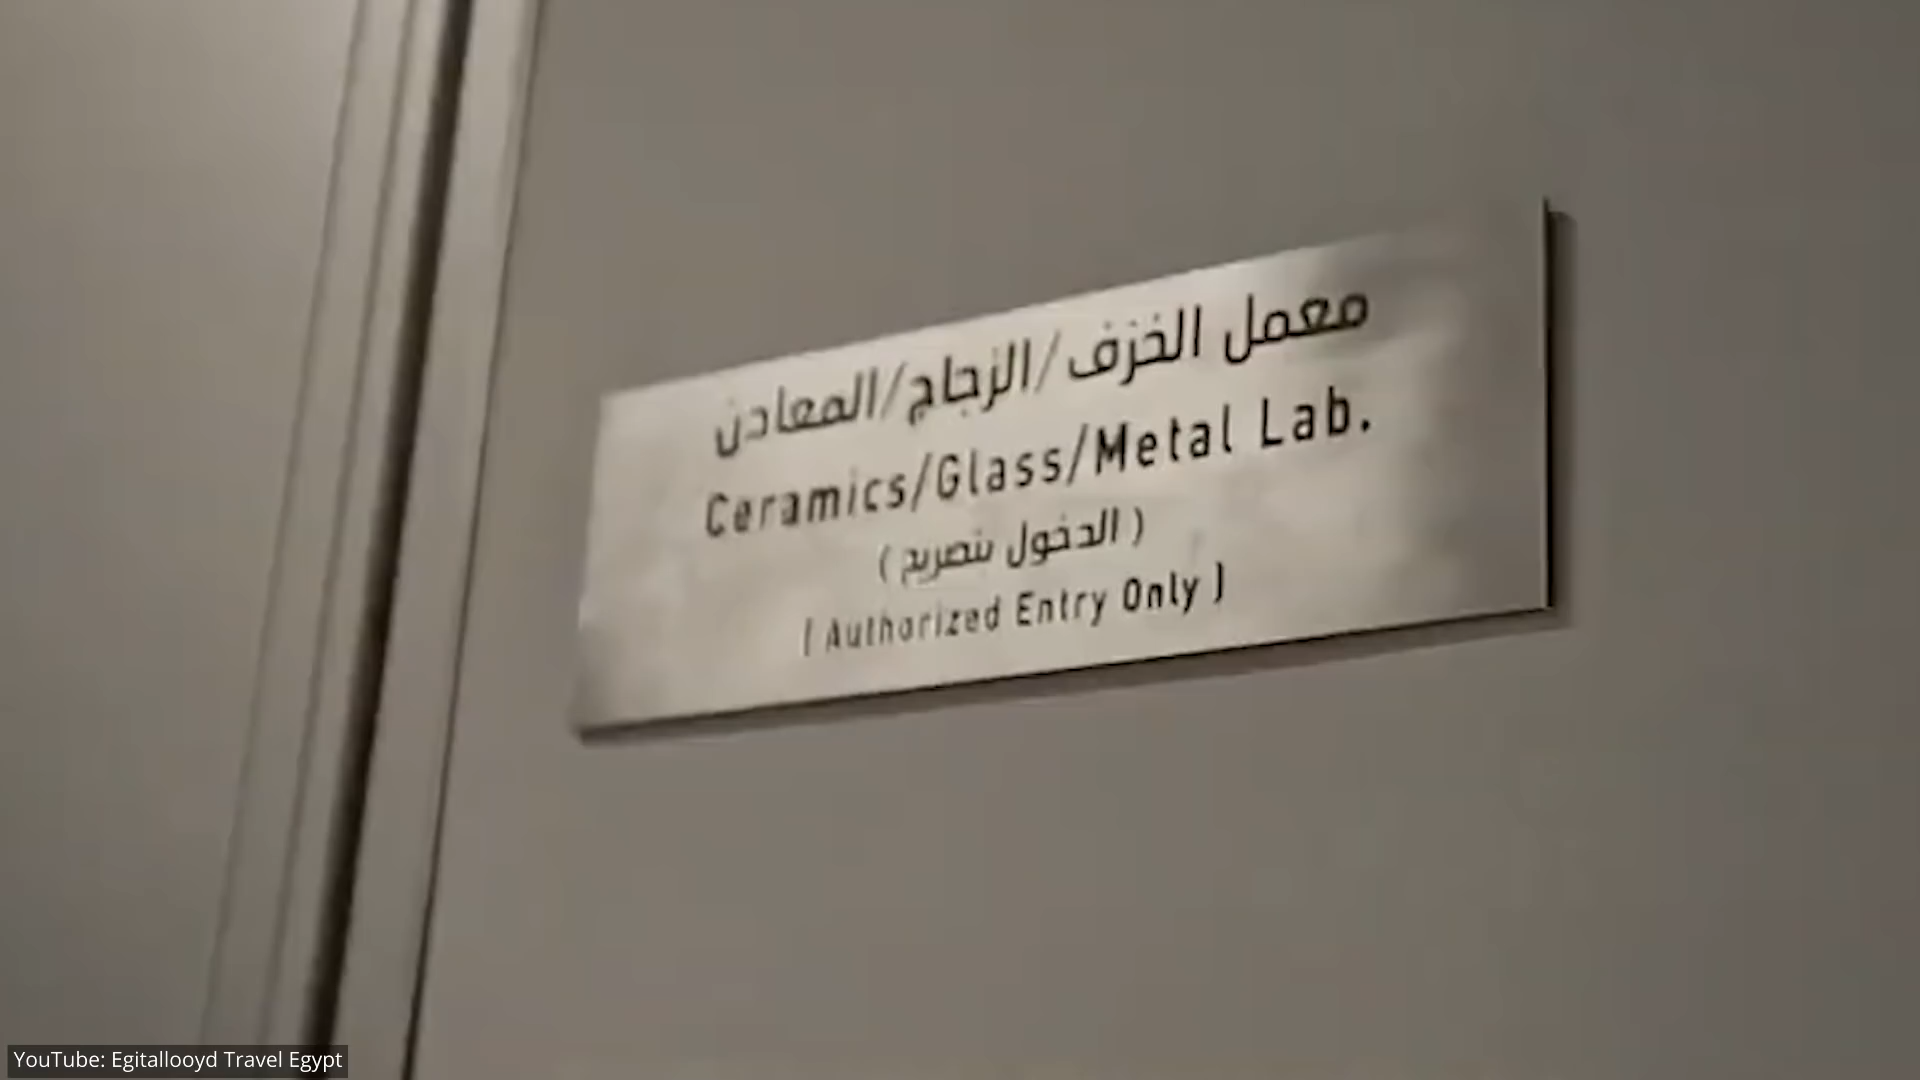 معمل الخزف/الزجاج/المعادن
Ceramics/Glass/Metal Lab.
( الدخول بتصريح )
( Authorized Entry Only )
YouTube: Egitallooyd Travel Egypt